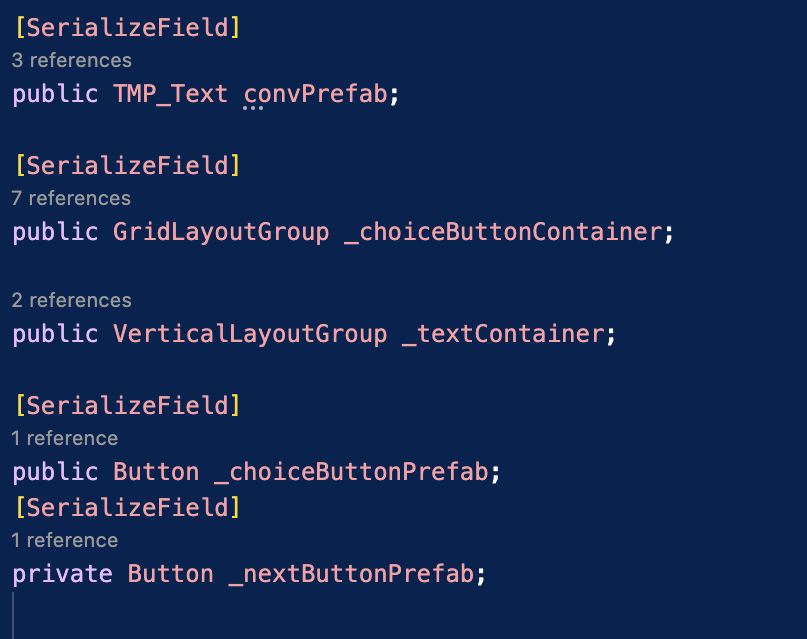 [SerializeField]
3 references
public TMP_Text convPrefab;
[SerializeField]
7 references
public GridLayoutGroup _choiceButtonContainer;
2 references
public VerticalLayoutGroup _textContainer;
[SerializeField]
1 reference
public Button _choiceButtonPrefab;
[SerializeField]
1 reference
private Button _nextButtonPrefab;